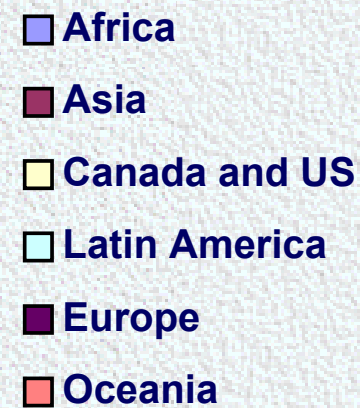 Africa
Asia
Canada and US
Latin America
Europe
Oceania